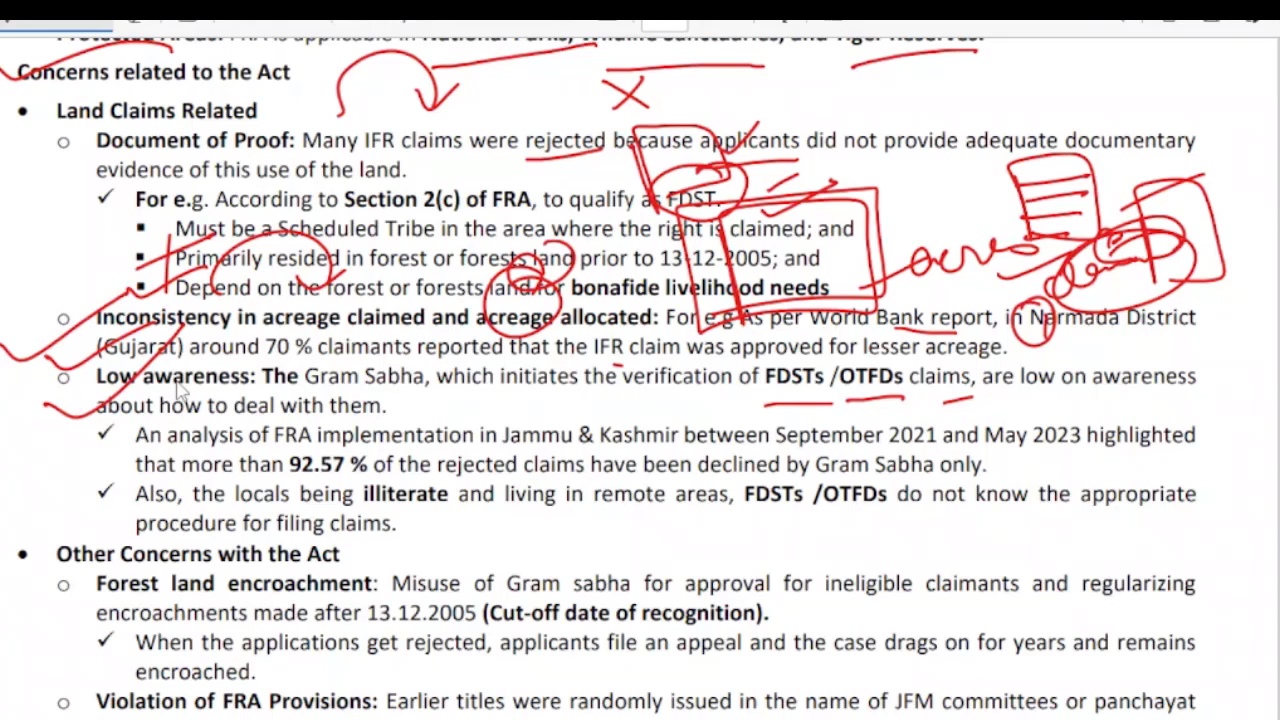 Protected Areas: FRA is applicable in National Parks, Wildlife Sanctuaries, and Tiger Reserves.
Concerns related to the Act
• Land Claims Related
o Document of Proof: Many IFR claims were rejected because applicants did not provide adequate documentary
evidence of this use of the land.
✓ For e.g. According to Section 2(c) of FRA, to qualify as FDST.
▪ Must be a Scheduled Tribe in the area where the right is claimed; and
▪ Primarily resided in forest or forests land prior to 13-12-2005; and
▪ Depend on the forest or forests land for bonafide livelihood needs
o Inconsistency in acreage claimed and acreage allocated: For e.g As per World Bank report, in Narmada District
(Gujarat) around 70 % claimants reported that the IFR claim was approved for lesser acreage.
o Low awareness: The Gram Sabha, which initiates the verification of FDSTs /OTFDs claims, are low on awareness
about how to deal with them.
✓ An analysis of FRA implementation in Jammu & Kashmir between September 2021 and May 2023 highlighted
that more than 92.57 % of the rejected claims have been declined by Gram Sabha only.
✓ Also, the locals being illiterate and living in remote areas, FDSTs /OTFDs do not know the appropriate
procedure for filing claims.
• Other Concerns with the Act
o Forest land encroachment: Misuse of Gram sabha for approval for ineligible claimants and regularizing
encroachments made after 13.12.2005 (Cut-off date of recognition).
✓ When the applications get rejected, applicants file an appeal and the case drags on for years and remains
encroached.
o Violation of FRA Provisions: Earlier titles were randomly issued in the name of JFM committees or panchayat